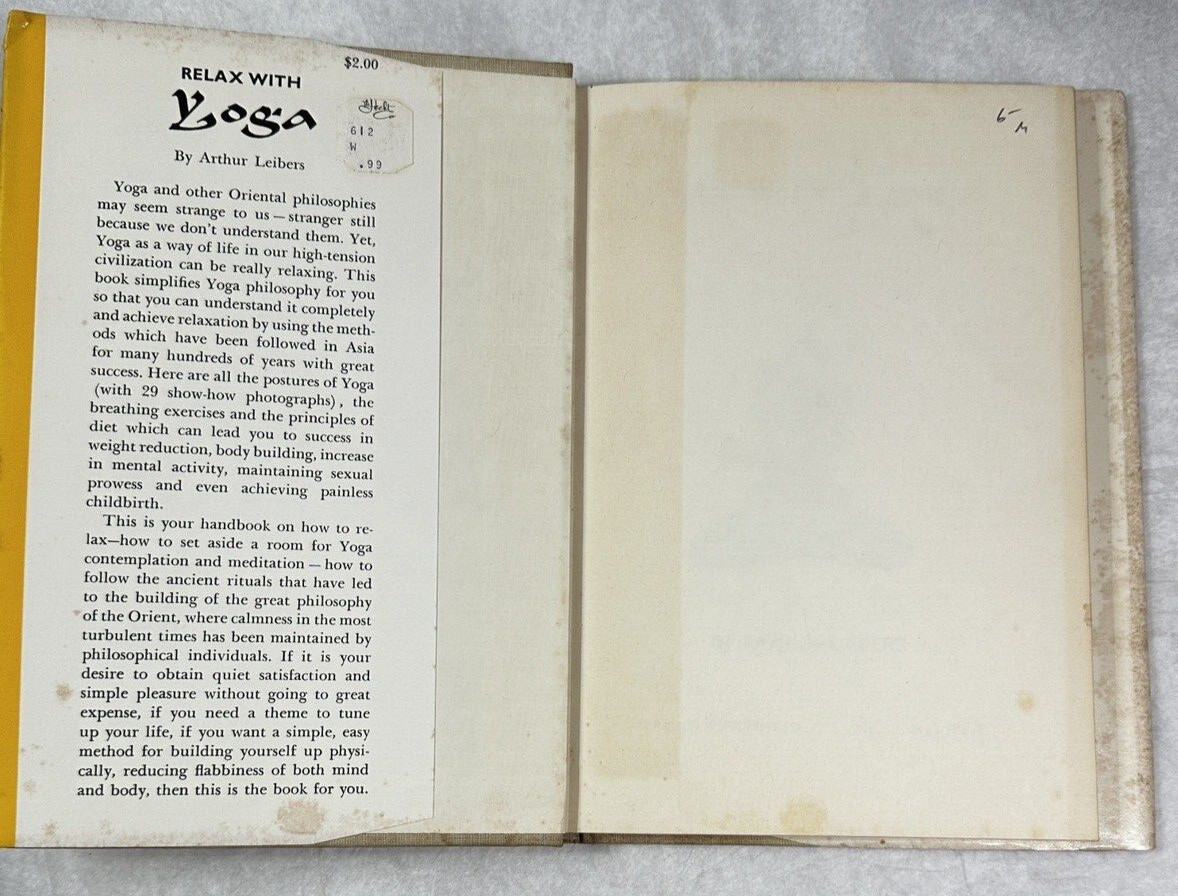 $2.00
RELAX WITH
Yoga
By Arthur Leibers
Hecht
612
W
.99
Yoga and other Oriental philosophies
may seem strange to us — stranger still
because we don't understand them. Yet,
Yoga as a way of life in our high-tension
civilization can be really relaxing. This
book simplifies Yoga philosophy for you
so that you can understand it completely
and achieve relaxation by using the meth-
ods which have been followed in Asia
for many hundreds of years with great
success. Here are all the postures of Yoga
(with 29 show-how photographs), the
breathing exercises and the principles of
diet which can lead you to success in
weight reduction, body building, increase
in mental activity, maintaining sexual
prowess and even achieving painless
childbirth.
This is your handbook on how to re-
lax—how to set aside a room for Yoga
contemplation and meditation — how to
follow the ancient rituals that have led
to the building of the great philosophy
of the Orient, where calmness in the most
turbulent times has been maintained by
philosophical individuals. If it is your
desire to obtain quiet satisfaction and
simple pleasure without going to great
expense, if you need a theme to tune
up your life, if you want a simple, easy
method for building yourself up physi-
cally, reducing flabbiness of both mind
and body, then this is the book for you.